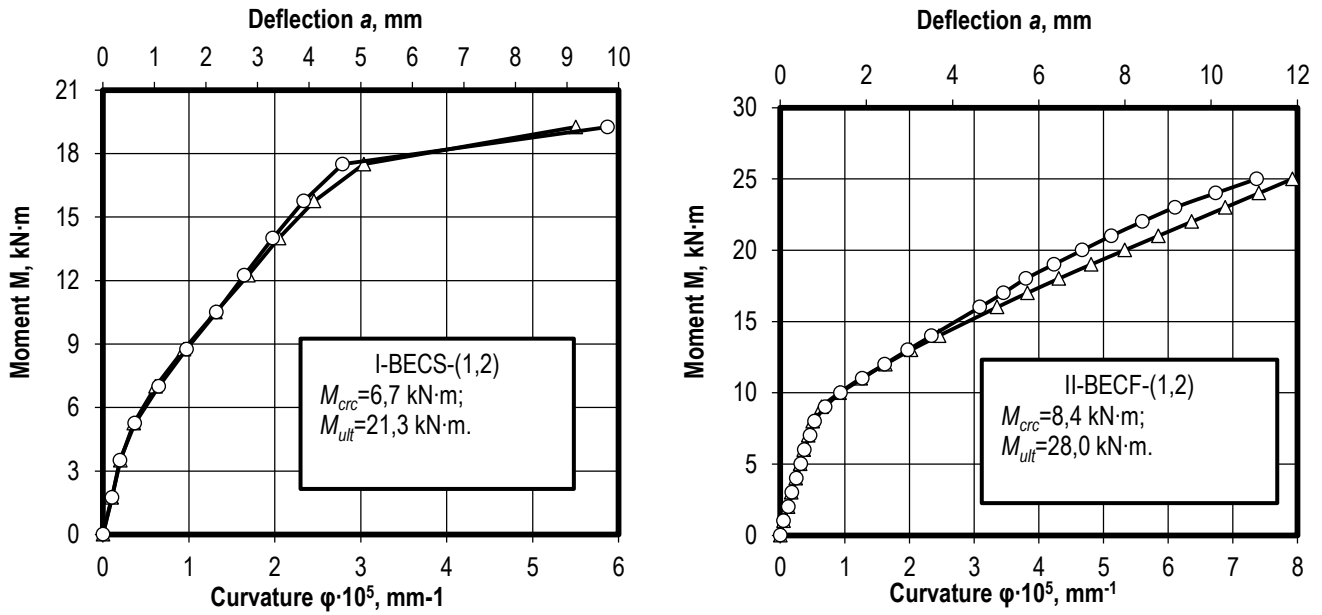 Deflection a, mm
0 1 2 3 4 5 6 7 8 9 10
21
18
15
12
9
6
3
0
Moment M, kN·m
I-BECS-(1,2)
Mcrc=6,7 kN·m;
Mult=21,3 kN·m.
0 1 2 3 4 5 6
Curvature φ·10⁵, mm-1
Deflection a, mm
0 2 4 6 8 10 12
30
25
20
15
10
5
0
Moment M, kN·m
II-BECF-(1,2)
Mcrc=8,4 kN·m;
Mult=28,0 kN·m.
0 1 2 3 4 5 6 7 8
Curvature φ·10⁵, mm⁻¹